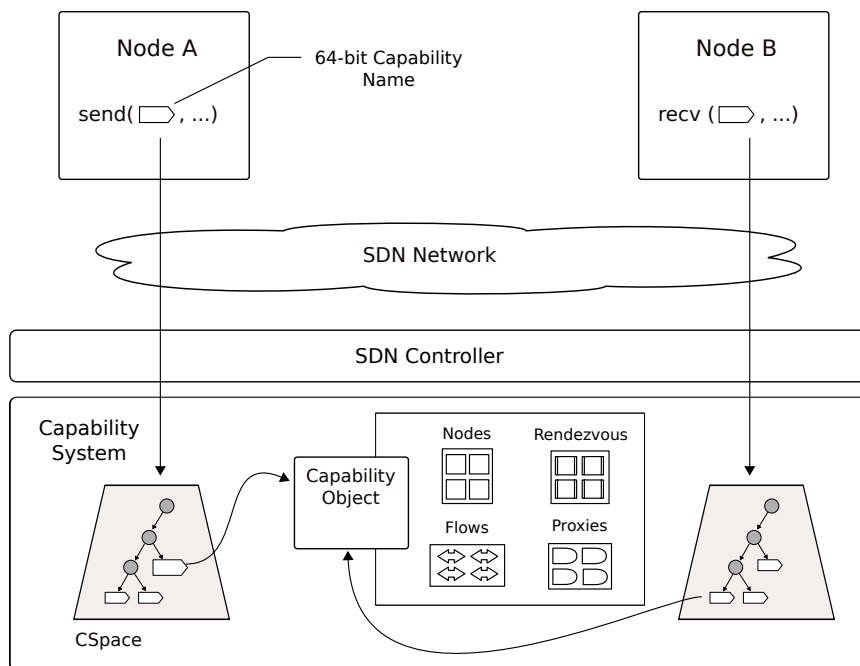 Node A
64-bit Capability
Name
Node B
send(
, ...)
recv (
, ...)
SDN Network
SDN Controller
Capability
System
Nodes
Rendezvous
Capability
Object
Flows
Proxies
CSpace